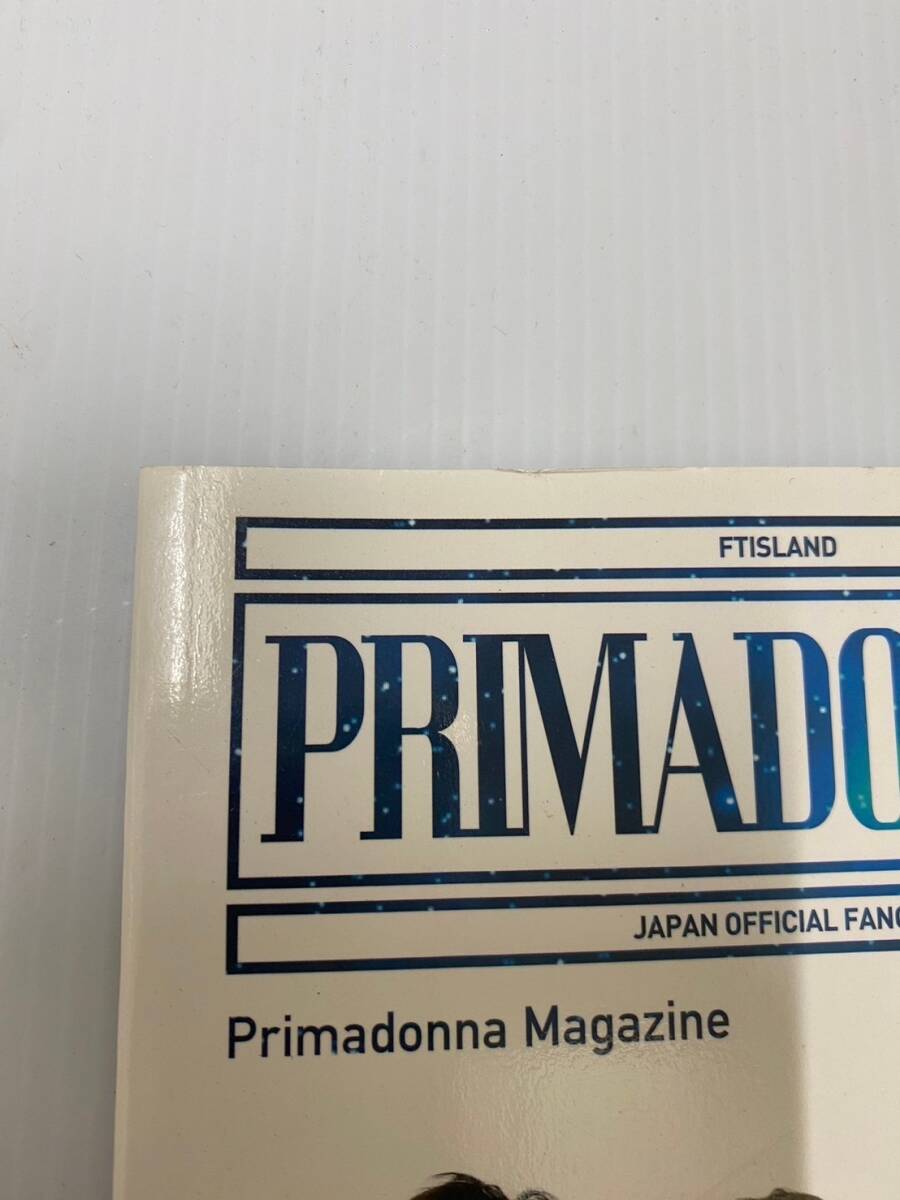 FTISLAND
PRIMADO
JAPAN OFFICIAL FANC
Primadonna Magazine